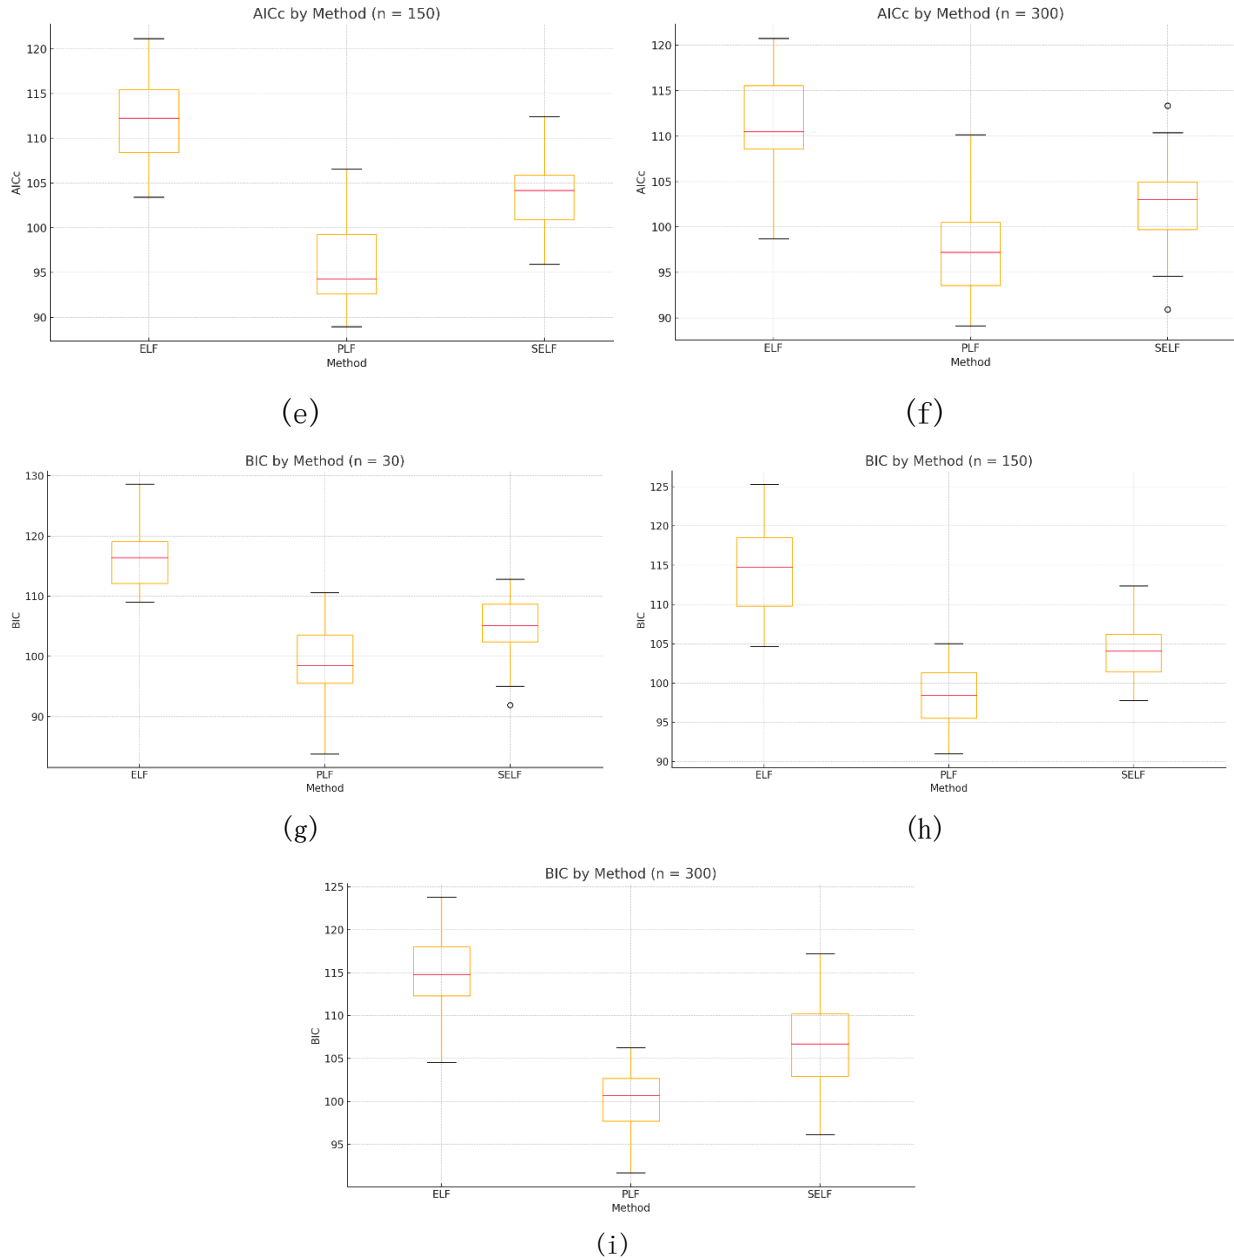 AICc by Method (n = 150)
120
115
110
105
100
95
90
AICc
ELF
PLF
SELF
Method
(e)
AICc by Method (n = 300)
120
115
110
105
100
95
90
AICc
ELF
PLF
SELF
Method
(f)
BIC by Method (n = 30)
130
120
110
100
90
BIC
ELF
PLF
SELF
Method
(g)
BIC by Method (n = 150)
125
120
115
110
105
100
95
90
BIC
ELF
PLF
SELF
Method
(h)
BIC by Method (n = 300)
125
120
115
110
105
100
95
BIC
ELF
PLF
SELF
Method
(i)